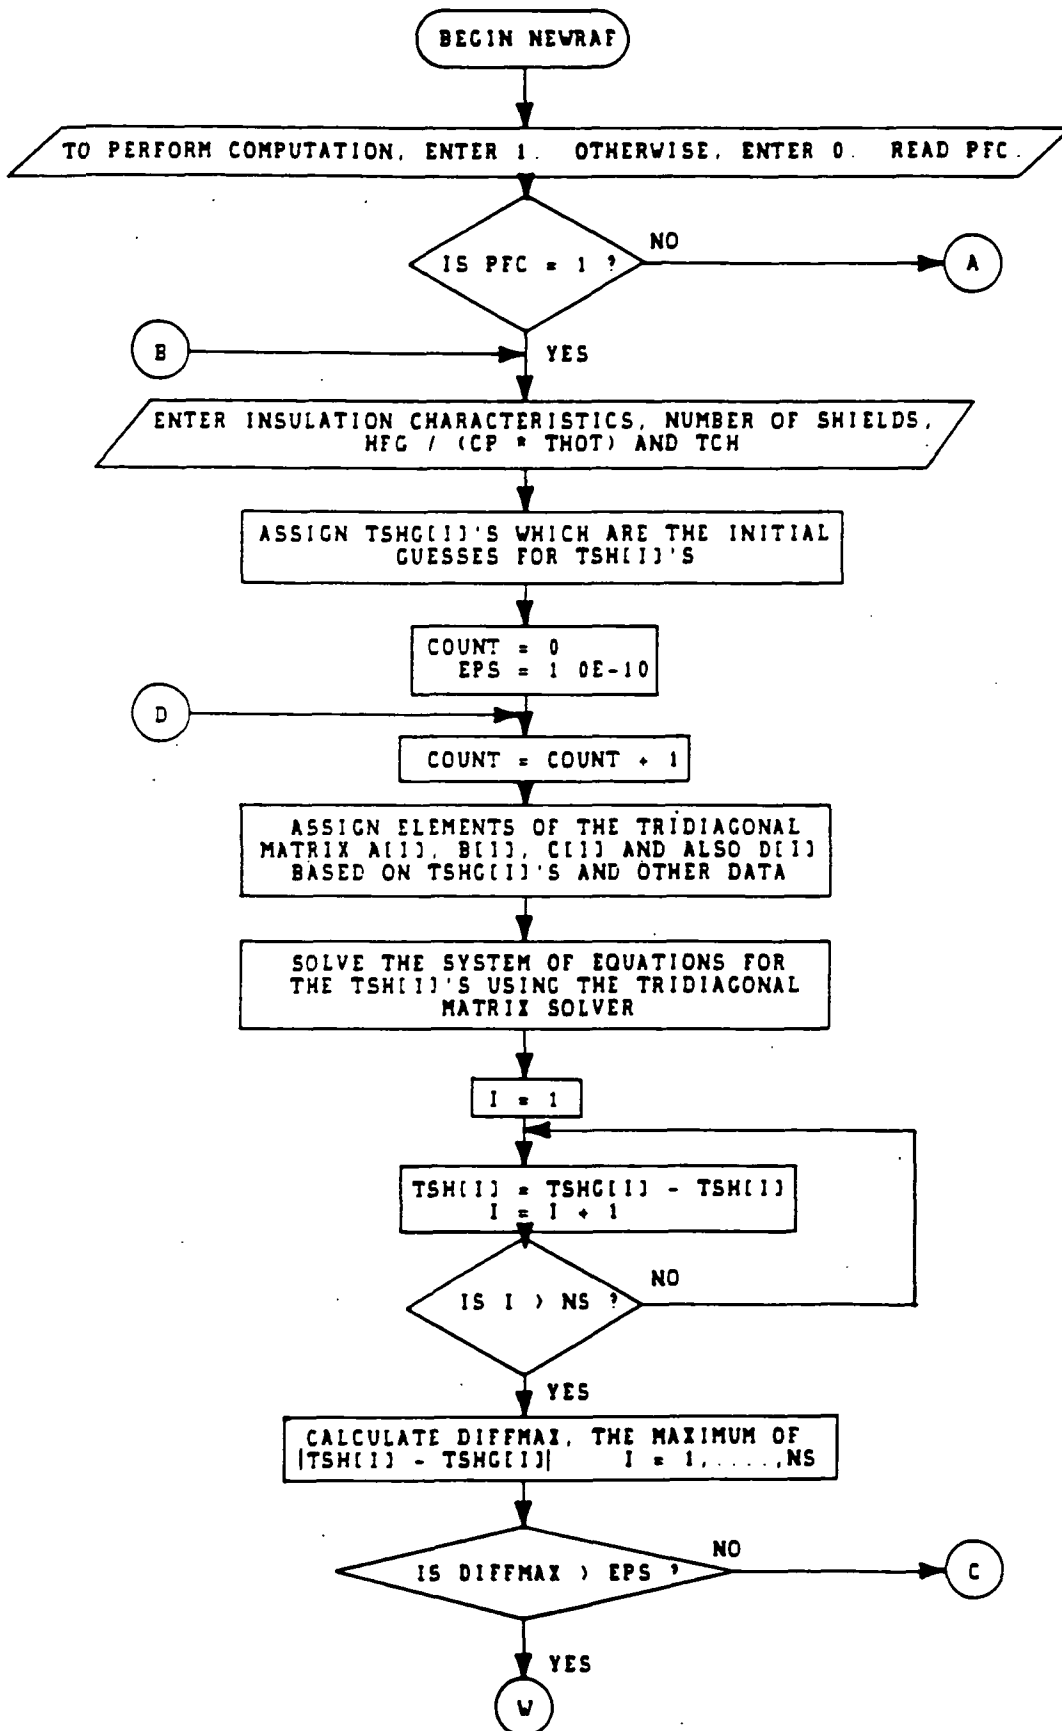 BEGIN NEWRAF
TO PERFORM COMPUTATION, ENTER 1. OTHERWISE, ENTER 0. READ PFC.
IS PFC = 1 ?
NO
A
B
YES
ENTER INSULATION CHARACTERISTICS, NUMBER OF SHIELDS,
HFG / (CP * THOT) AND TCH
ASSIGN TSHG[I]'S WHICH ARE THE INITIAL
GUESSES FOR TSH[I]'S
COUNT = 0
EPS = 1 0E-10
D
COUNT = COUNT + 1
ASSIGN ELEMENTS OF THE TRIDIAGONAL
MATRIX A[I], B[I], C[I] AND ALSO D[I]
BASED ON TSHG[I]'S AND OTHER DATA
SOLVE THE SYSTEM OF EQUATIONS FOR
THE TSH[I]'S USING THE TRIDIAGONAL
MATRIX SOLVER
I = 1
TSH[I] = TSHG[I] - TSH[I]
I = I + 1
IS I > NS ?
NO
YES
CALCULATE DIFFMAX, THE MAXIMUM OF
|TSH[I] - TSHG[I]| I = 1,....,NS
IS DIFFMAX > EPS ?
NO
C
YES
W